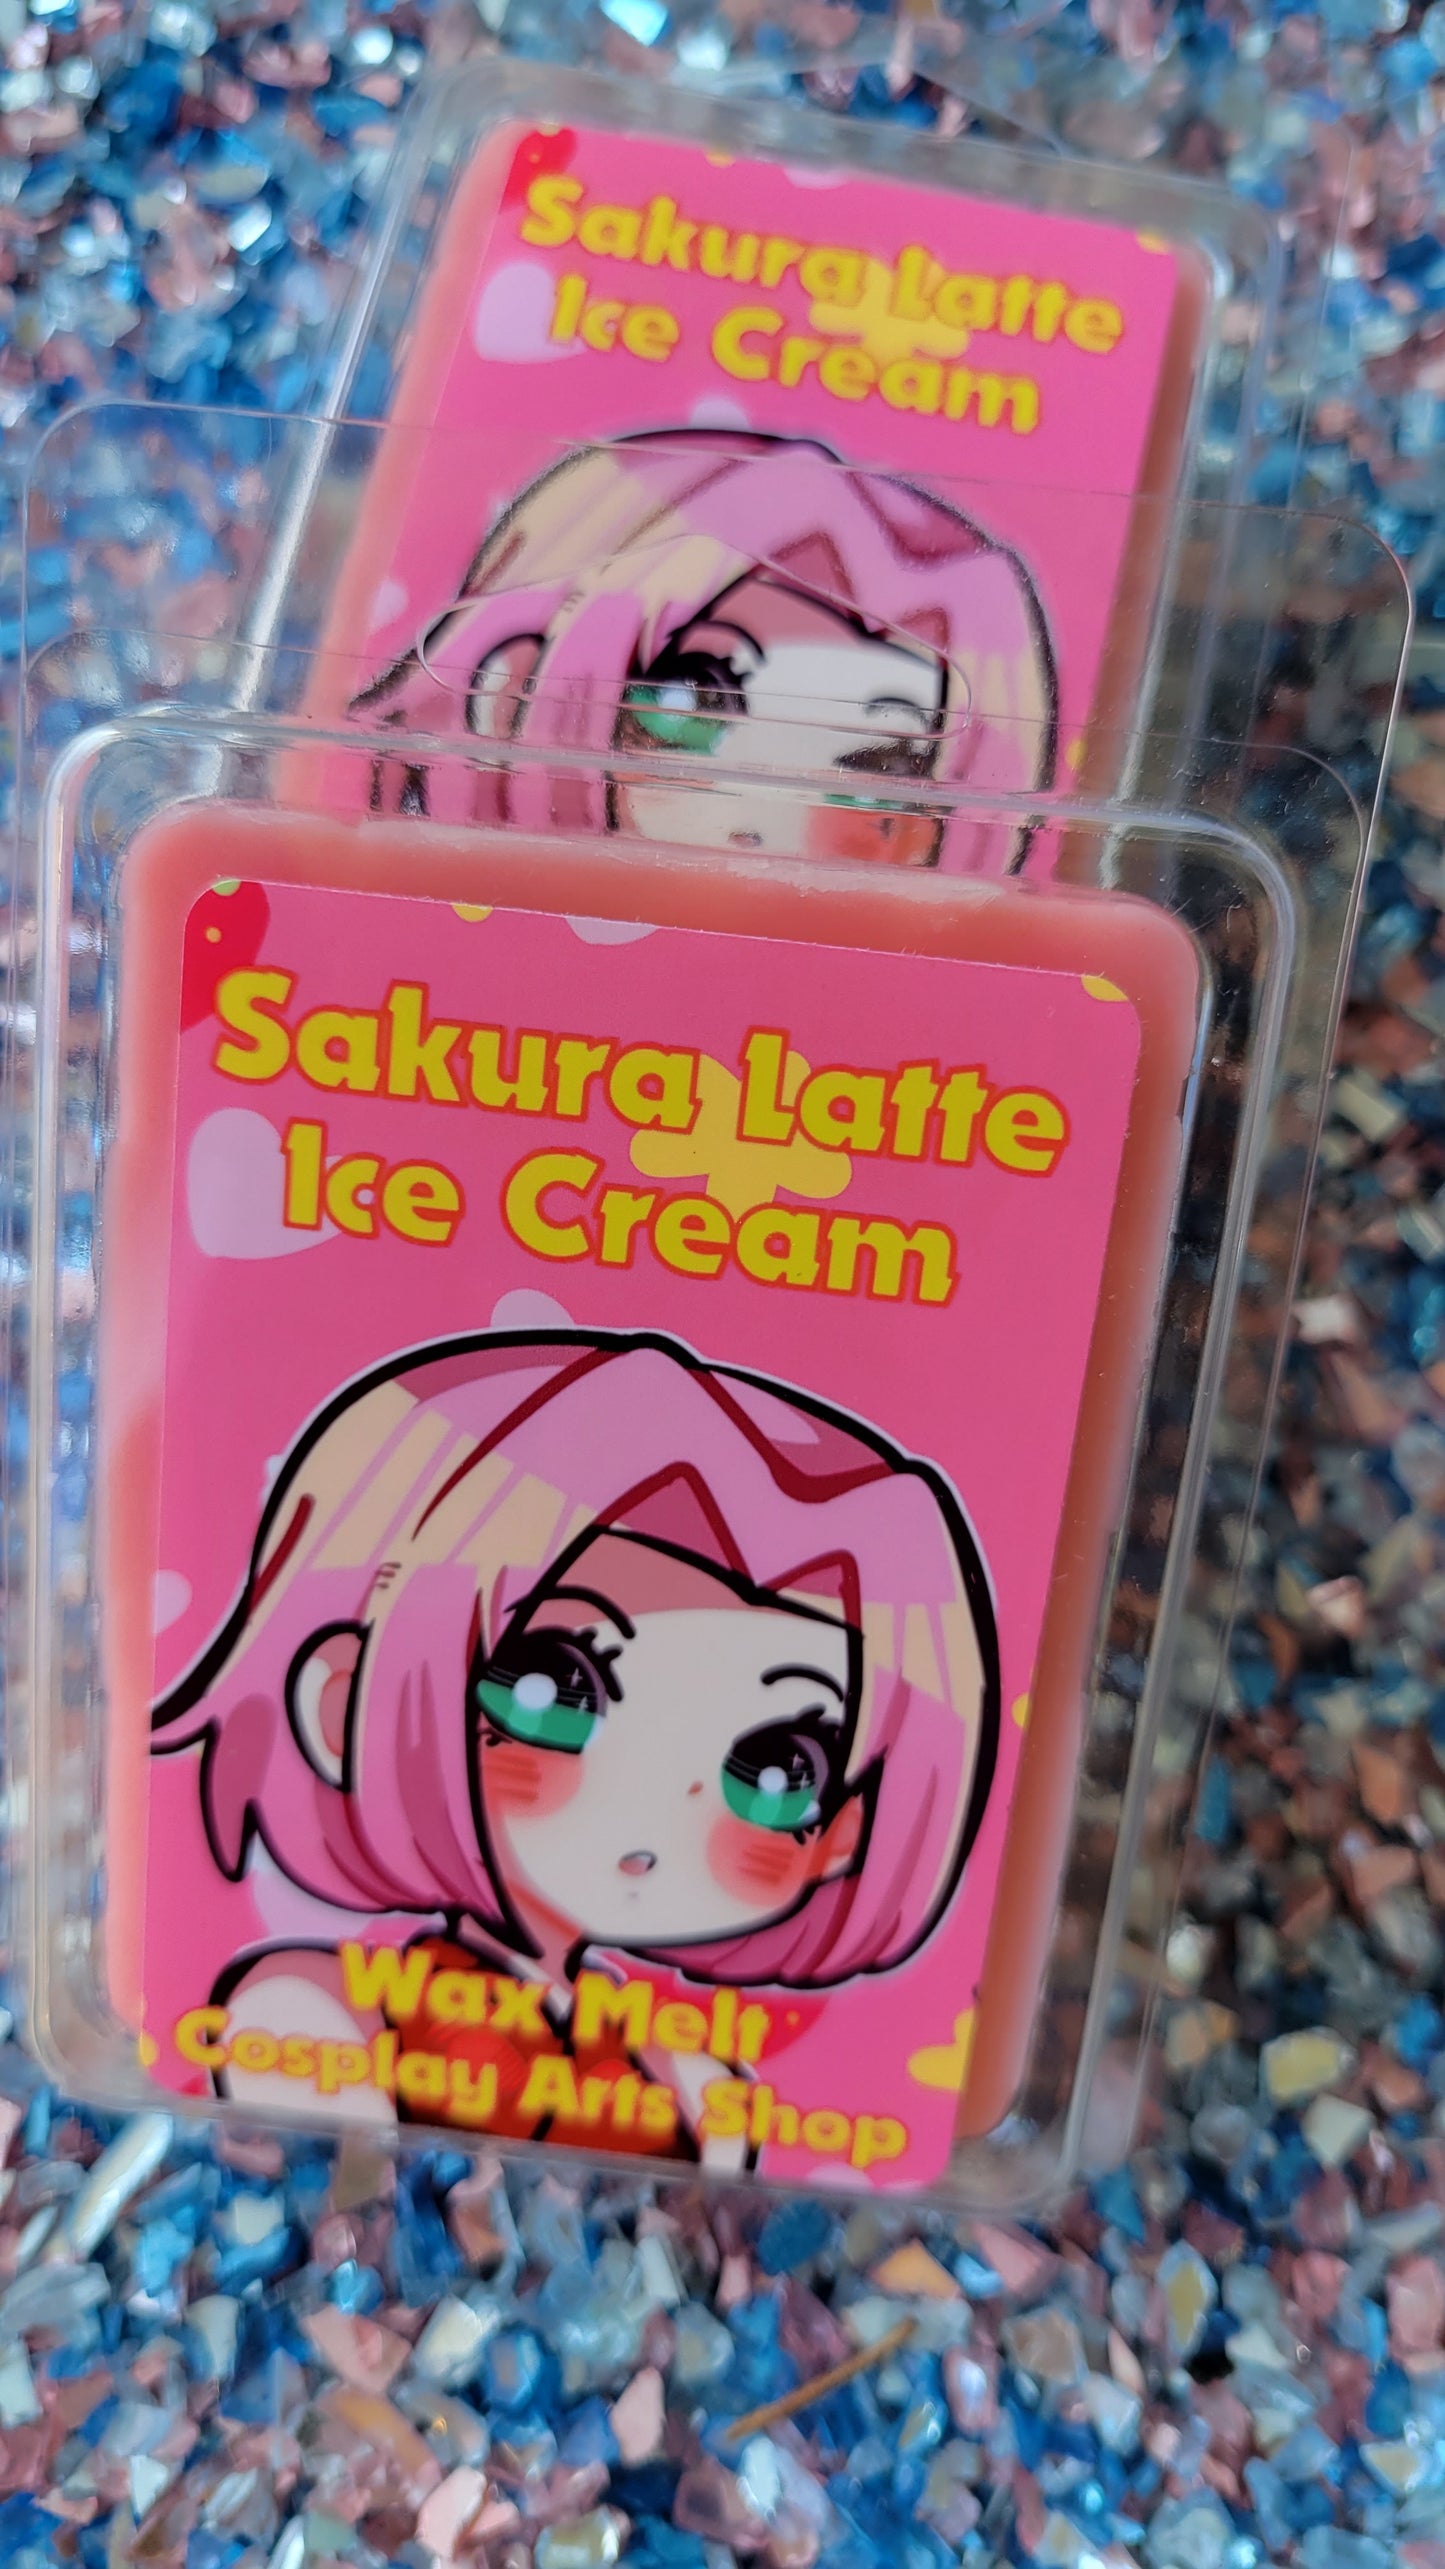 Sakura Latte
Ice Cream
Sakura Latte
Ice Cream
Wax Melt
Cosplay Arts Shop